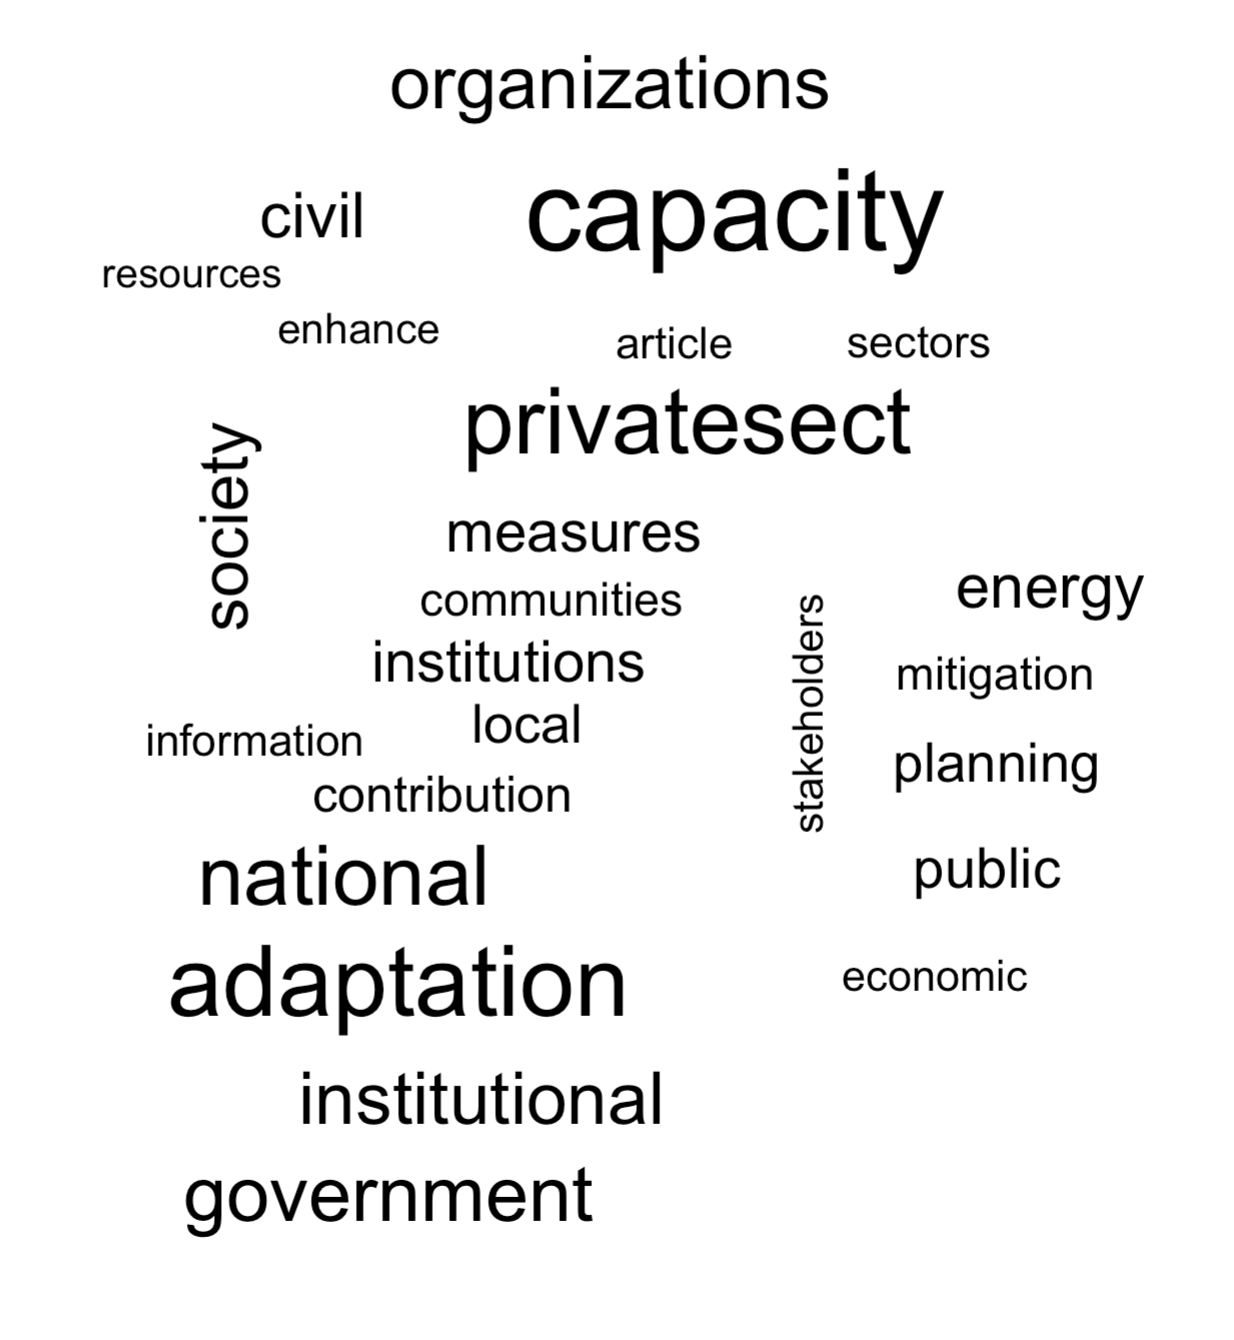 organizations
civil
capacity
resources
enhance
article
sectors
privatesect
society
measures
energy
communities
stakeholders
institutions
mitigation
local
information
planning
contribution
national
public
adaptation
economic
institutional
government